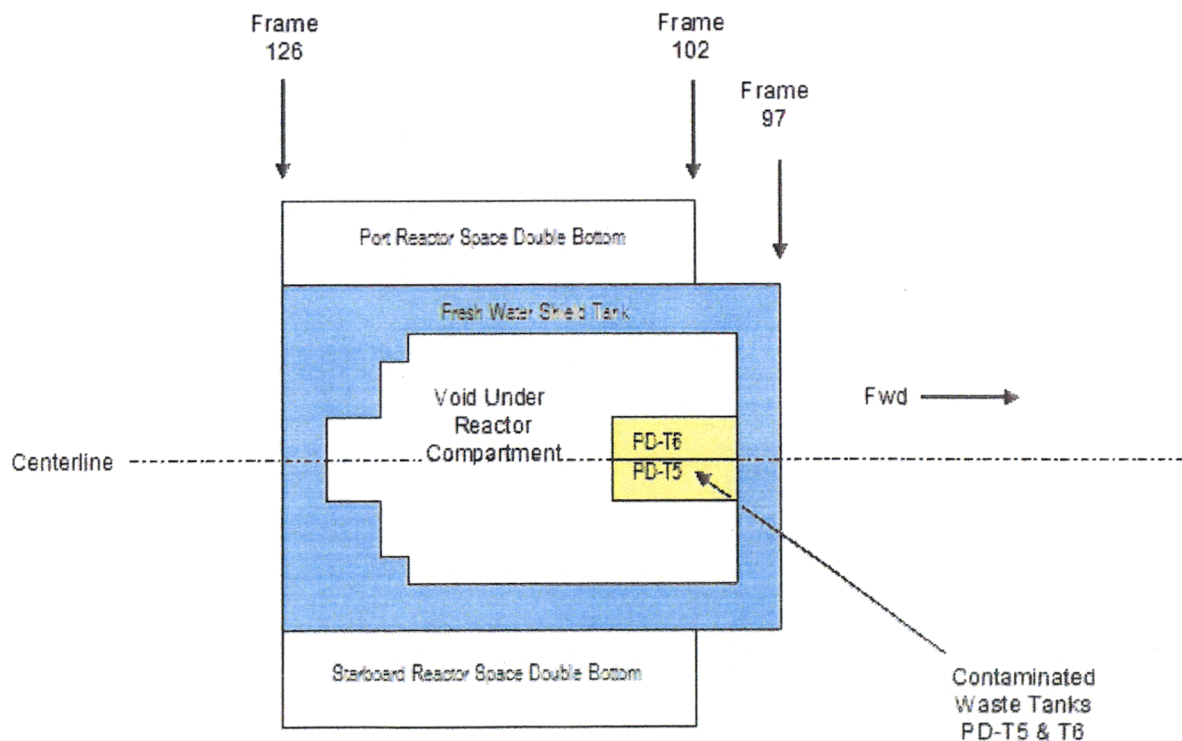 Frame
126
Frame
102
Frame
97
Port Reactor Space Double Bottom
Fresh Water Shield Tank
Void Under
Reactor
Compartment
Fwd
PD-T6
Centerline
PD-T5
Starboard Reactor Space Double Bottom
Contaminated
Waste Tanks
PD-T5 & T6